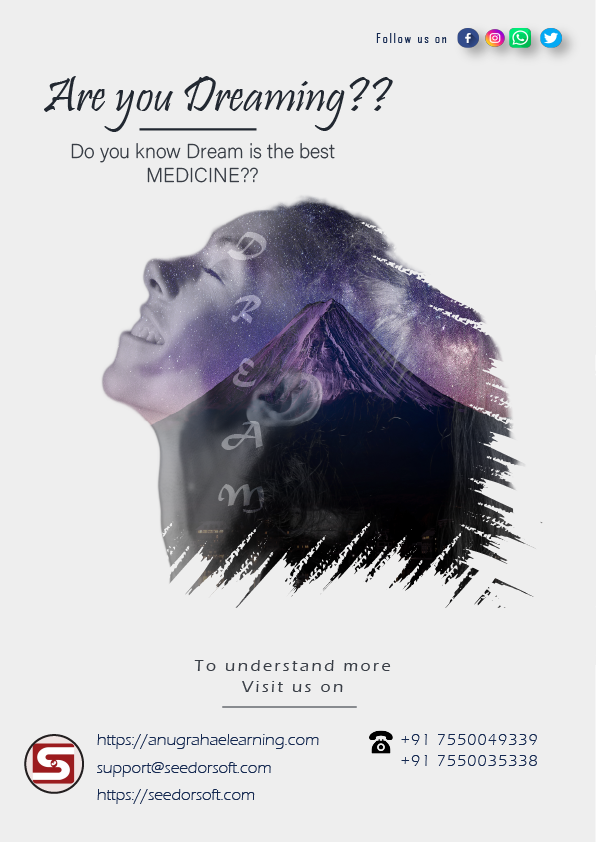 Follow us on
Are you Dreaming??
Do you know Dream is the best
MEDICINE??
D
R
E
A
M
To understand more
Visit us on
https://anugrahaelearning.com
support@seedorsoft.com
https://seedorsoft.com
+91 7550049339
+91 7550035338